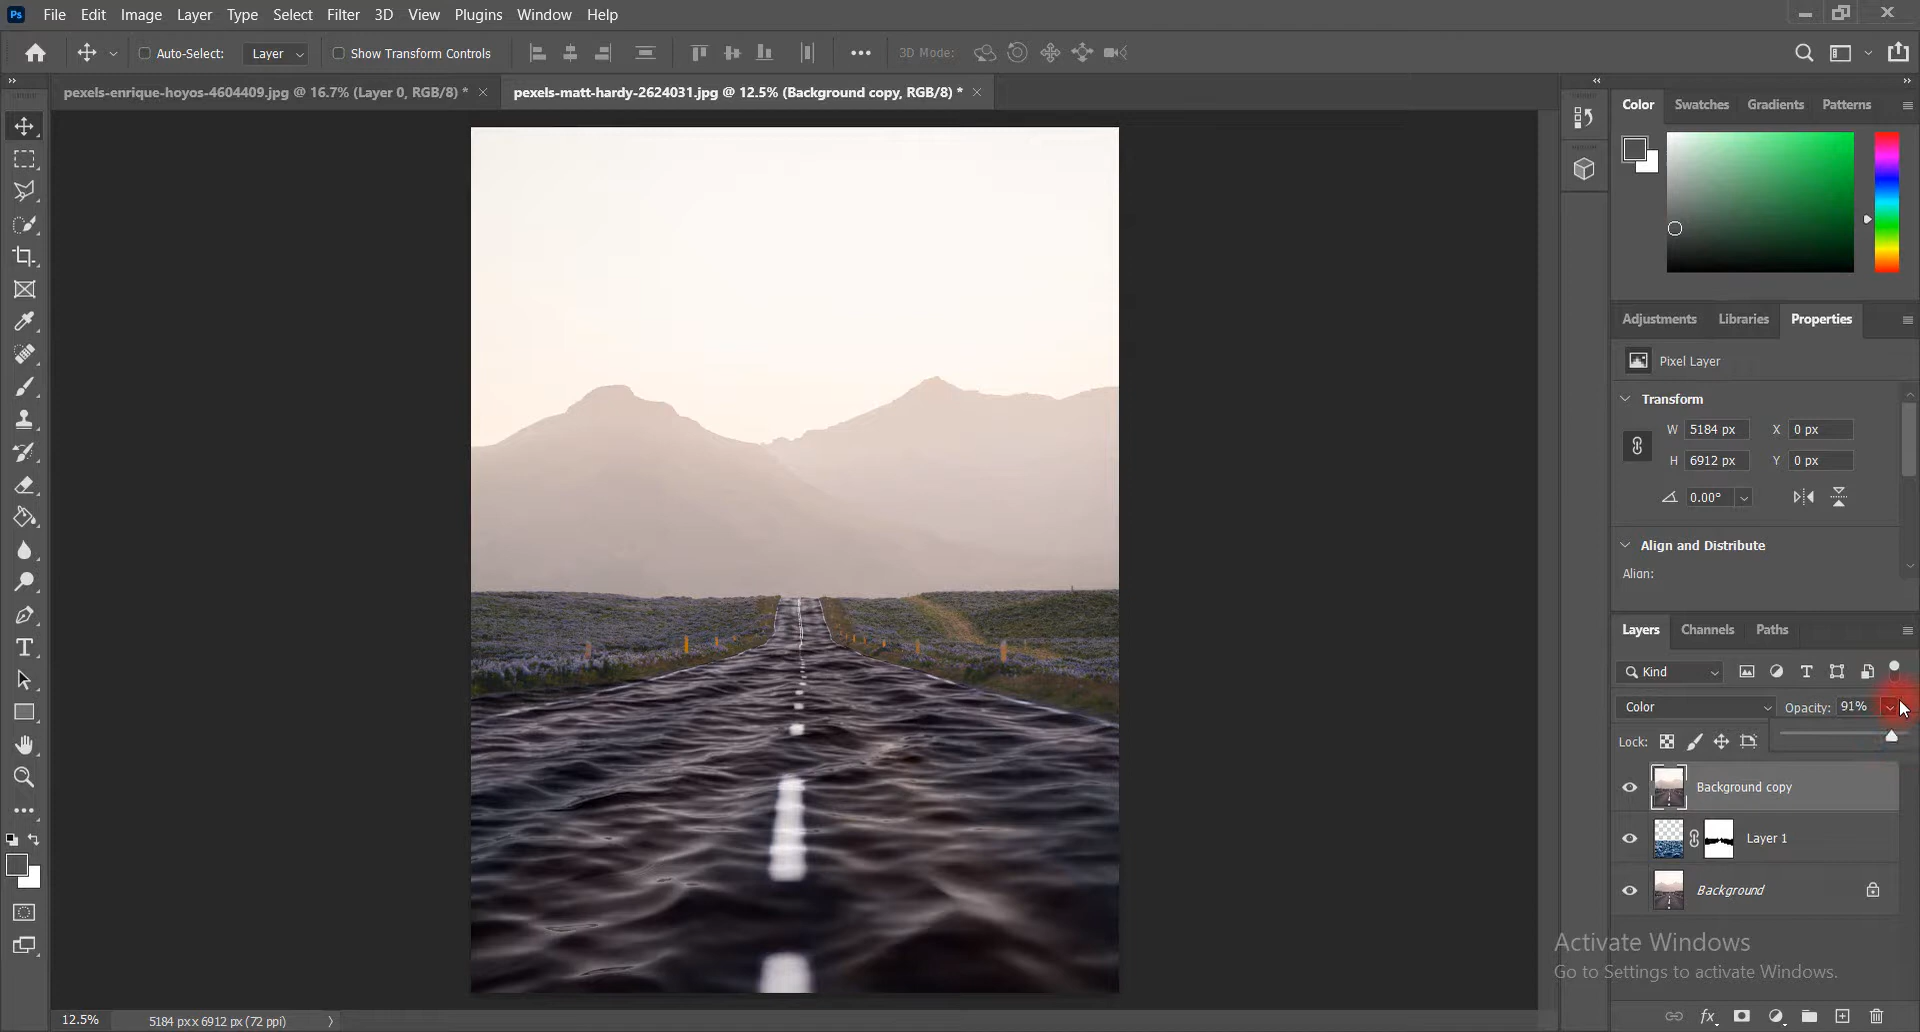 Ps File Edit Image Layer Type Select Filter 3D View Plugins Window Help
Auto-Select: Layer Show Transform Controls 3D Mode:
pexels-enrique-hoyos-4604409.jpg @ 16.7% (Layer 0, RGB/8) * pexels-matt-hardy-2624031.jpg @ 12.5% (Background copy, RGB/8) *
Color Swatches Gradients Patterns
Adjustments Libraries Properties
Pixel Layer
Transform
W 5184 px X 0 px
H 6912 px Y 0 px
0.00°
Align and Distribute
Align:
Layers Channels Paths
Kind
Color Opacity: 91%
Lock:
Background copy
Layer 1
Background
Activate Windows
Go to Settings to activate Windows.
12.5% 5184 px x 6912 px (72 ppi)
fx